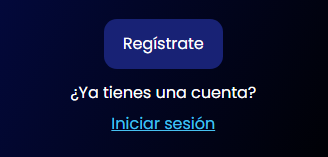 Regístrate
¿Ya tienes una cuenta?
Iniciar sesión